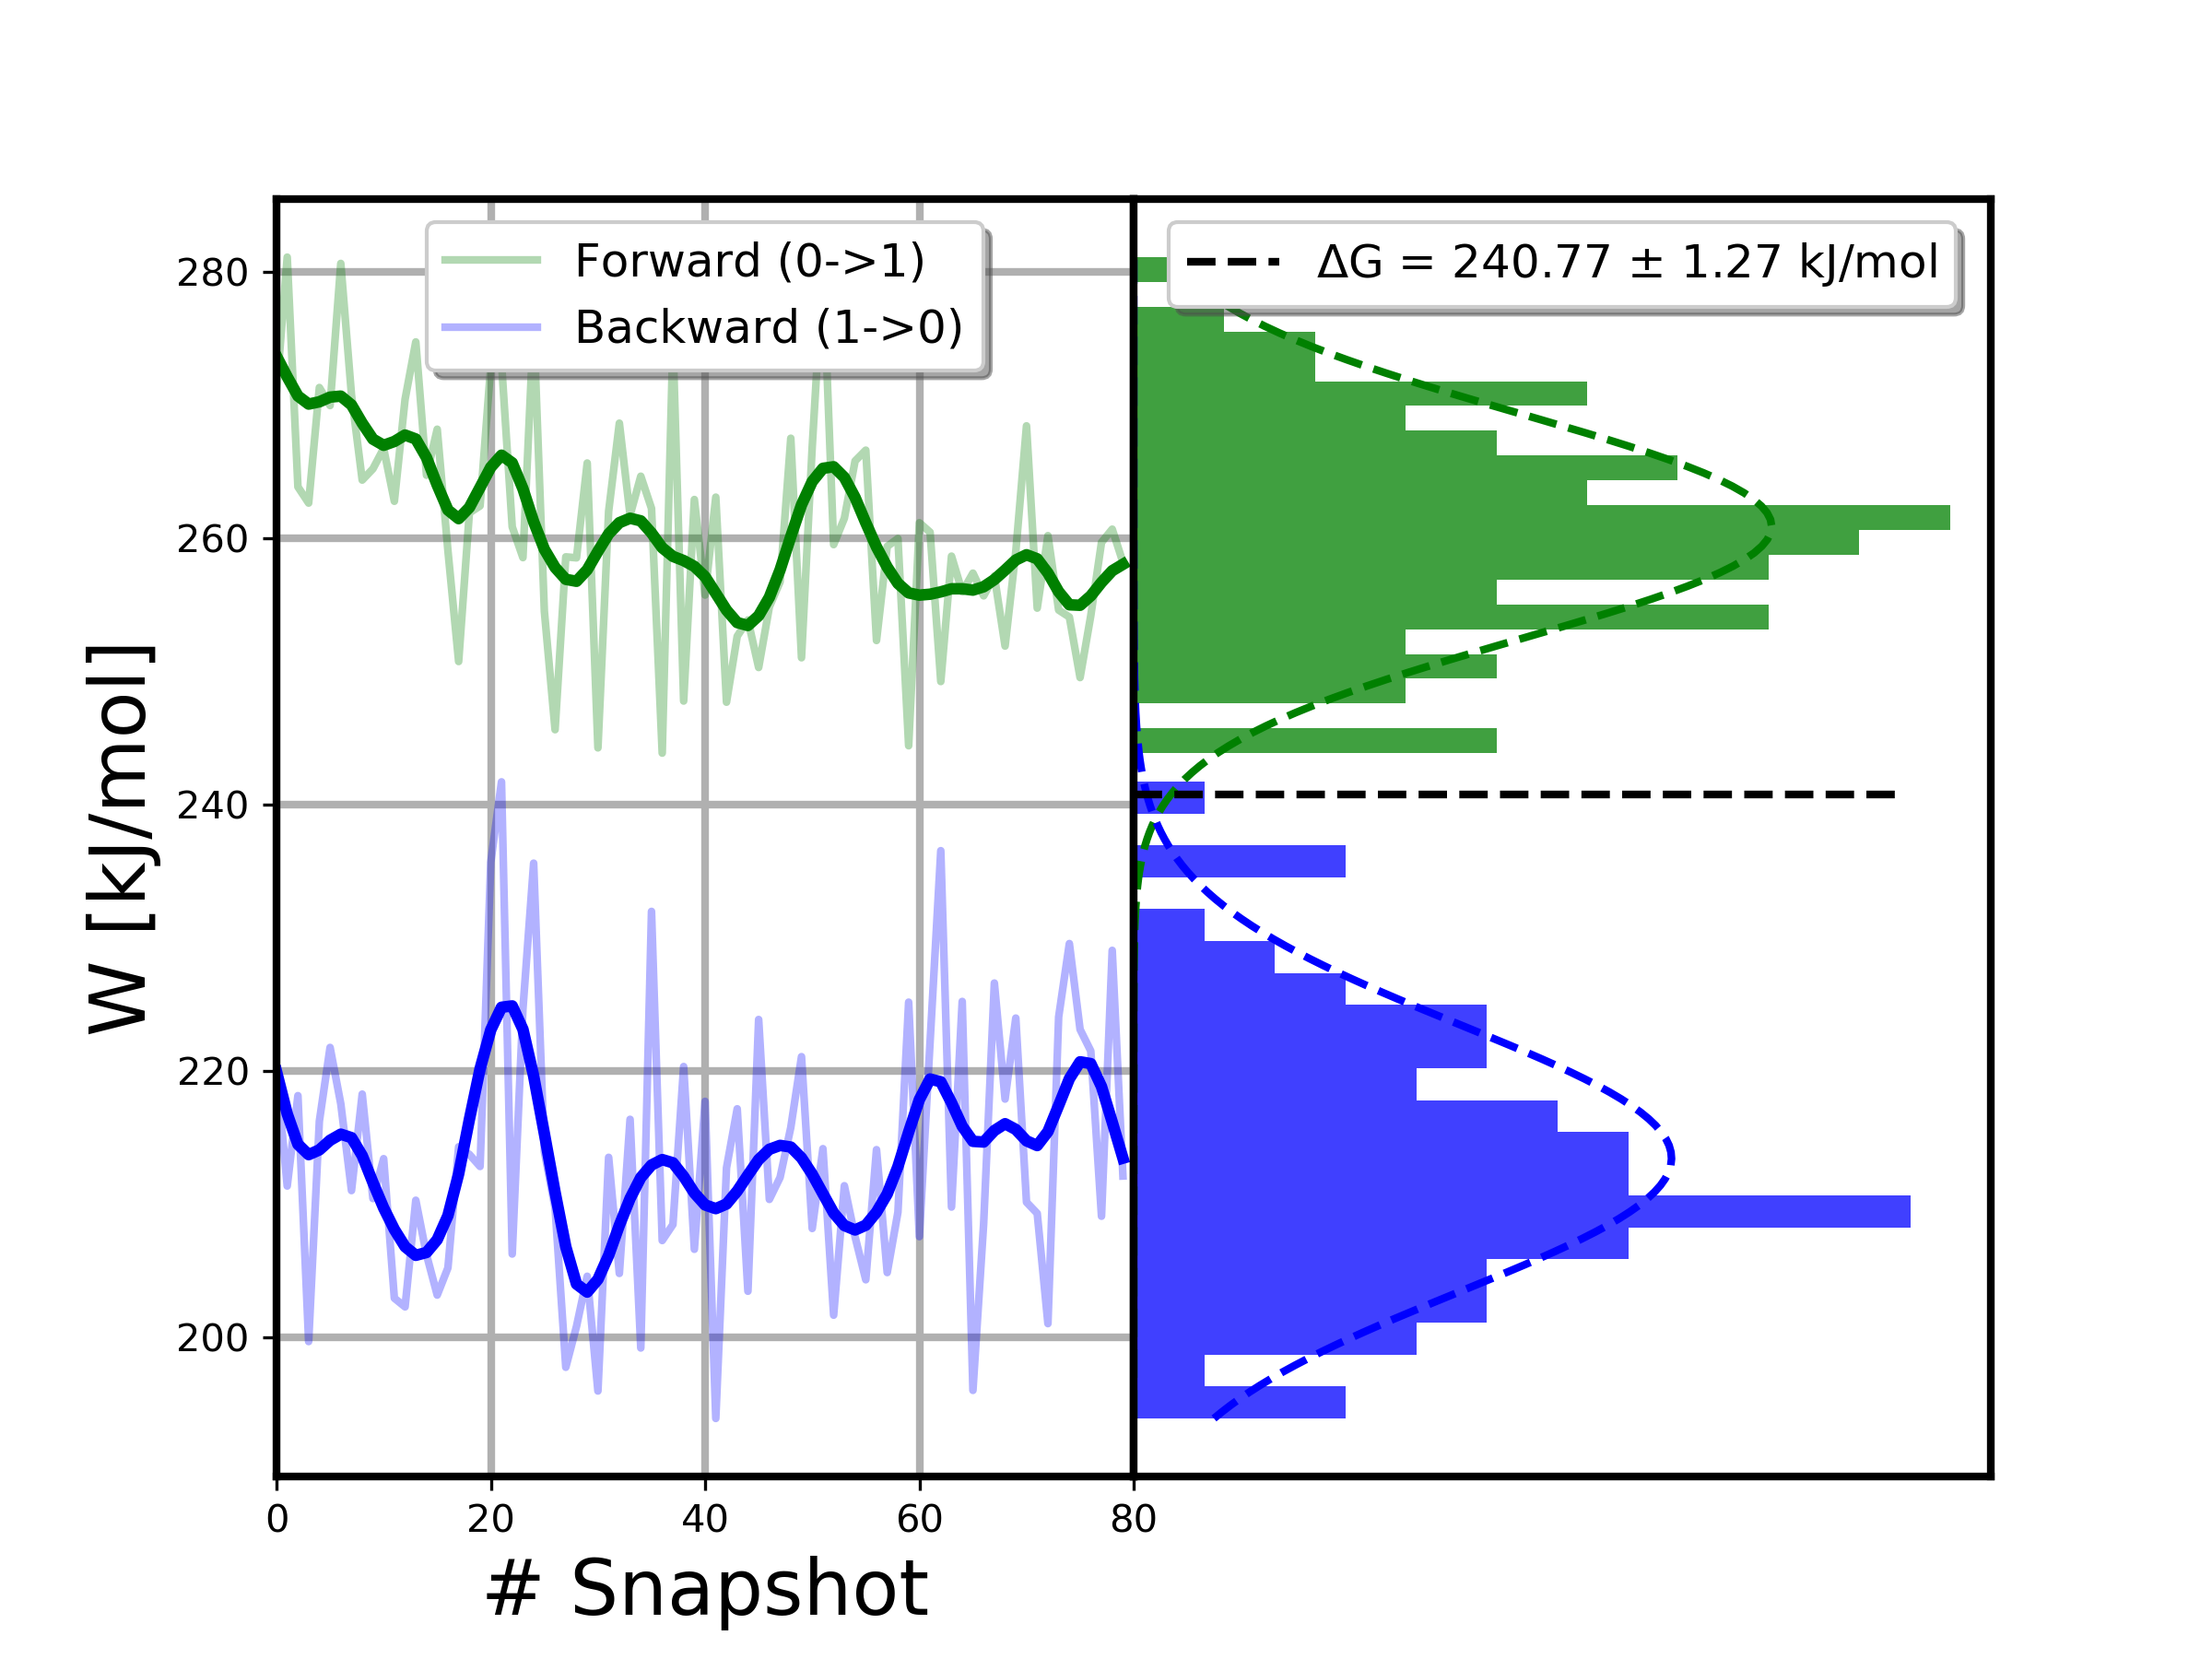 Forward (0->1)
Backward (1->0)
ΔG = 240.77 ± 1.27 kJ/mol
280
260
240
220
200
W [kJ/mol]
0 20 40 60 80
# Snapshot